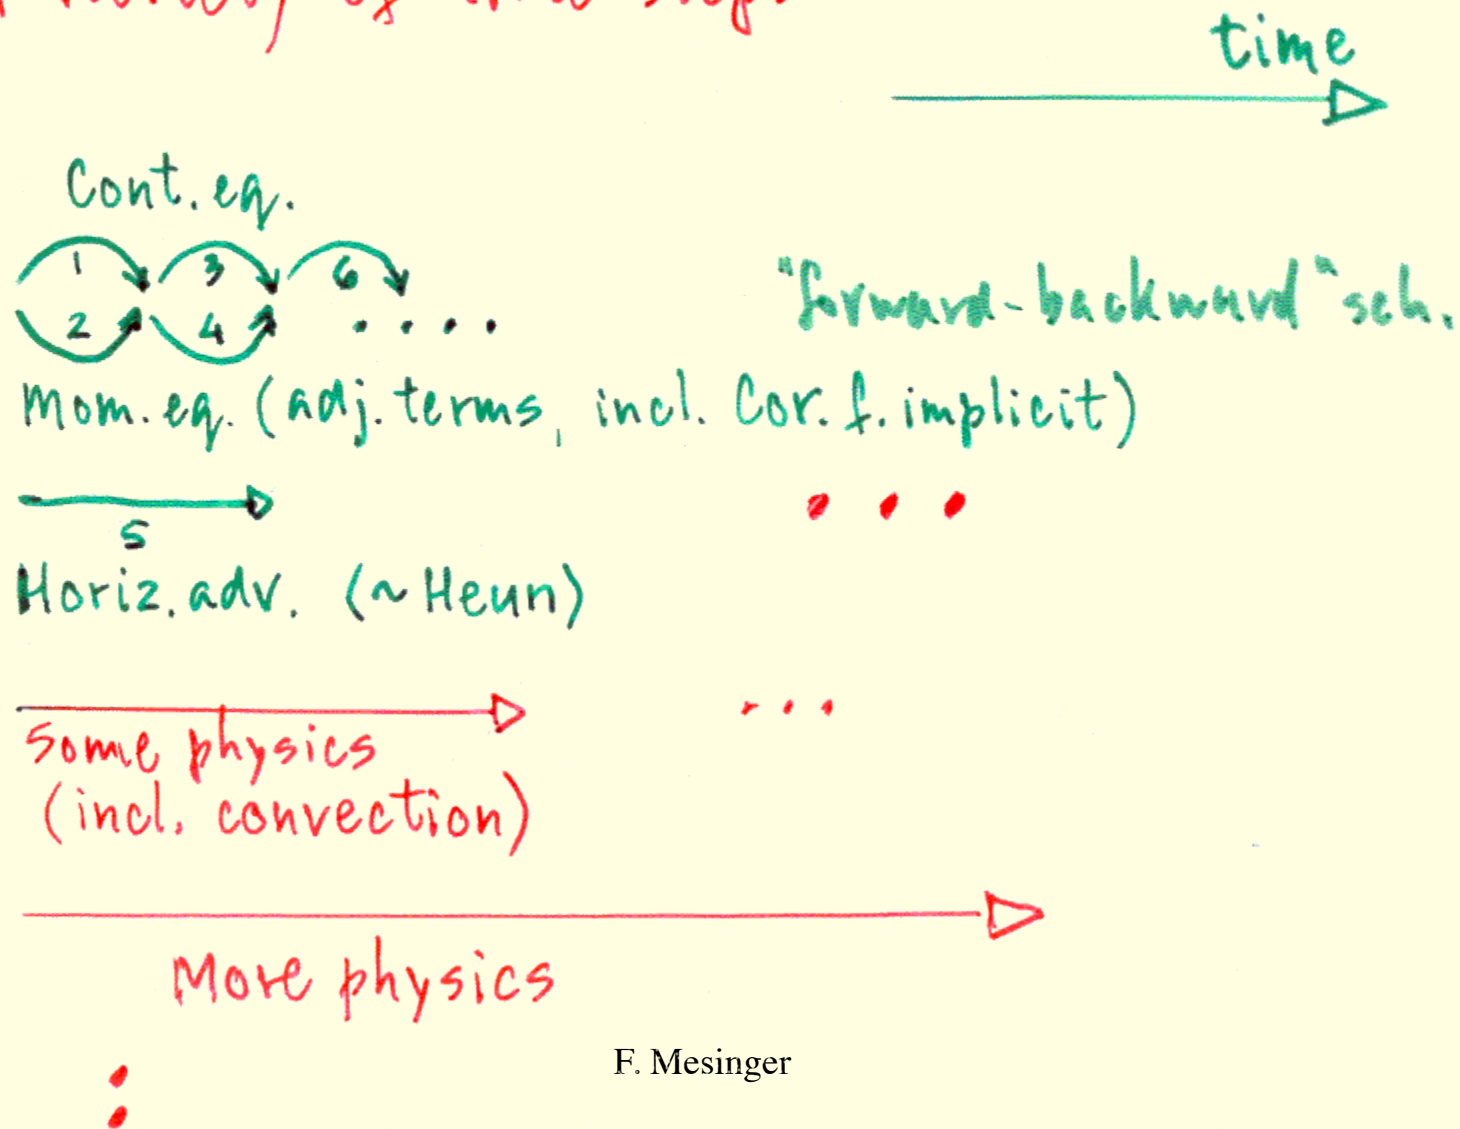 time
Cont. eq.
1 3 6
2 4 . . . .
"forward-backward" sch.
Mom. eq. (adj. terms, incl. Cor. f. implicit)
5
Horiz. adv. (~ Heun)
Some physics
(incl. convection)
More physics
F. Mesinger